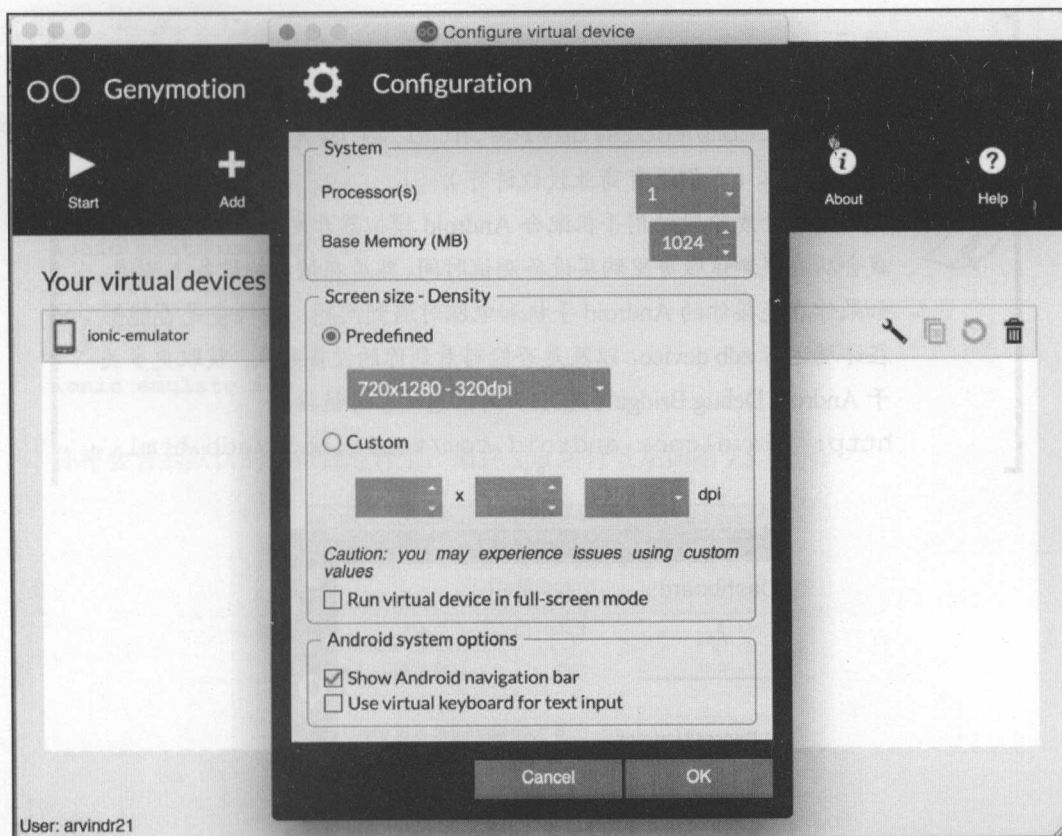 Configure virtual device
Genymotion
Configuration
Start
Add
About
Help
System
Processor(s)
1
Base Memory (MB)
1024
Your virtual devices
ionic-emulator
Screen size - Density
Predefined
720x1280 - 320dpi
Custom
x
dpi
Caution: you may experience issues using custom
values
Run virtual device in full-screen mode
Android system options
Show Android navigation bar
Use virtual keyboard for text input
Cancel
OK
User: arvindr21